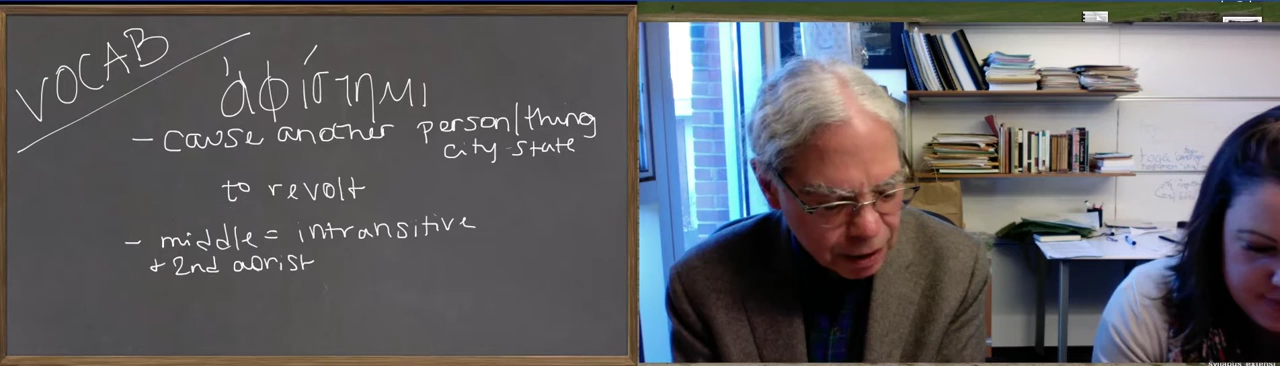 VOCAB
ἀφίστημι
- cause another person/thing
city-state
to revolt
- middle = intransitive
+ 2nd aorist